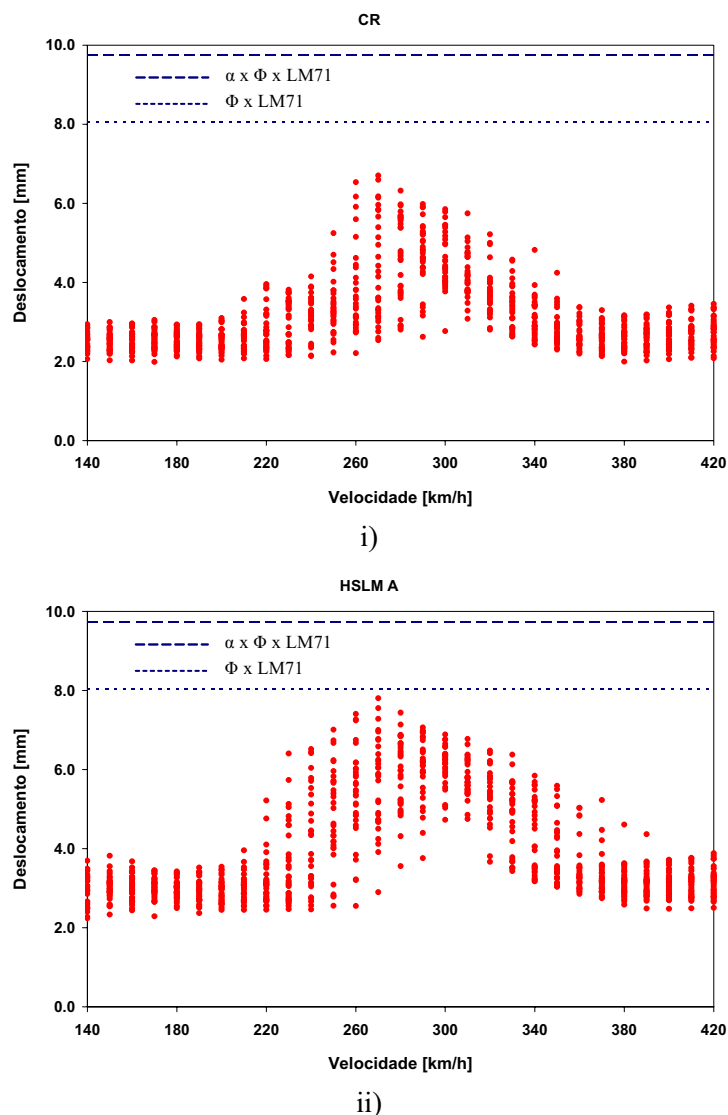 CR
10.0
α x Φ x LM71
Φ x LM71
8.0
6.0
4.0
2.0
0.0
Deslocamento [mm]
140 180 220 260 300 340 380 420
Velocidade [km/h]
i)
HSLM A
10.0
α x Φ x LM71
Φ x LM71
8.0
6.0
4.0
2.0
0.0
Deslocamento [mm]
140 180 220 260 300 340 380 420
Velocidade [km/h]
ii)